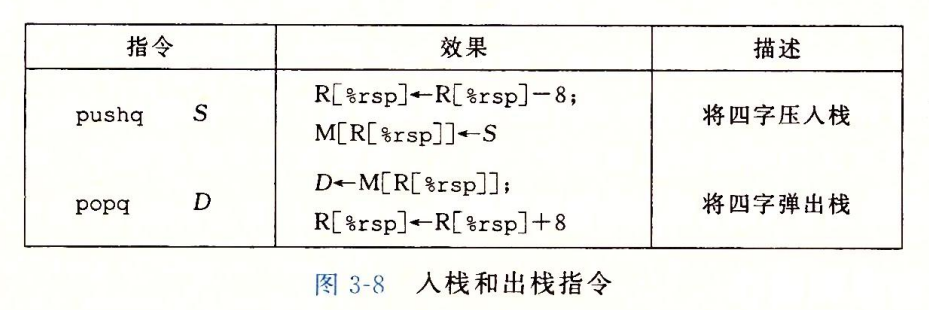 指令 效果 描述
pushq S R[%rsp]←R[%rsp]-8; 将四字压入栈
M[R[%rsp]]←S
popq D D←M[R[%rsp]]; 将四字弹出栈
R[%rsp]←R[%rsp]+8
图 3-8 入栈和出栈指令